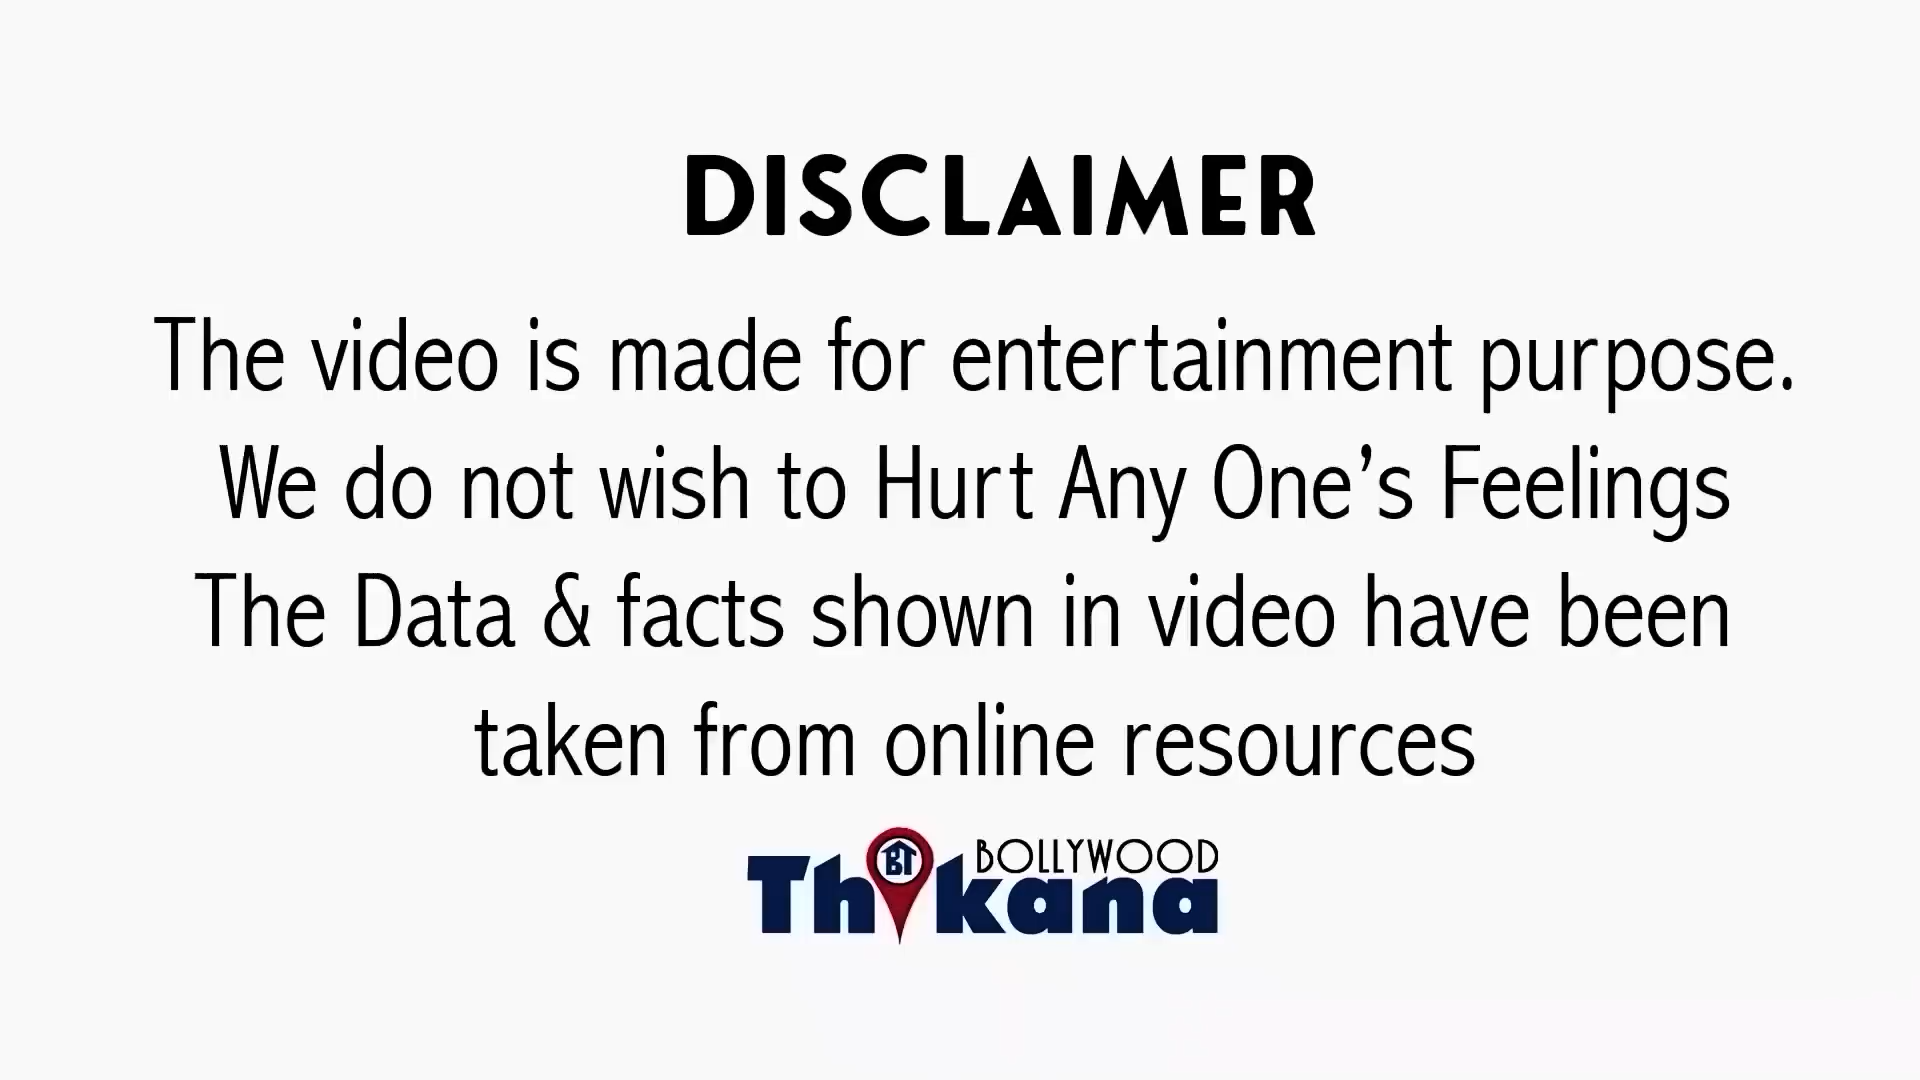 DISCLAIMER
The video is made for entertainment purpose.
We do not wish to Hurt Any One’s Feelings
The Data & facts shown in video have been
taken from online resources
BOLLYWOOD
BT
Thikana